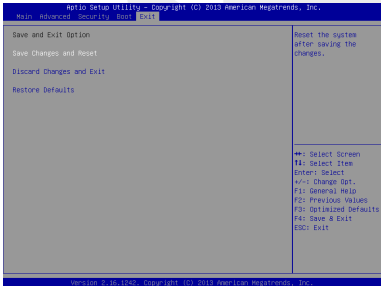 Aptio Setup Utility – Copyright (C) 2013 American Megatrends, Inc.
Main Advanced Security Boot Exit
Save and Exit Option
Save Changes and Reset
Discard Changes and Exit
Restore Defaults
Reset the system
after saving the
changes.
↔: Select Screen
↑↓: Select Item
Enter: Select
+/-: Change Opt.
F1: General Help
F2: Previous Values
F3: Optimized Defaults
F4: Save & Exit
ESC: Exit
Version 2.16.1242. Copyright (C) 2013 American Megatrends, Inc.